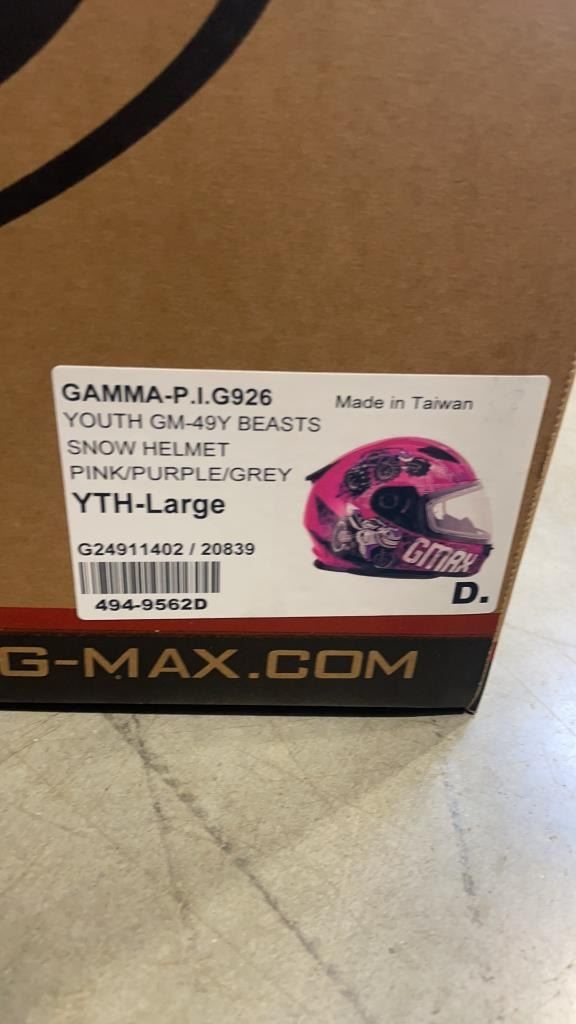 GAMMA-P.I.G926
Made in Taiwan
YOUTH GM-49Y BEASTS
SNOW HELMET
PINK/PURPLE/GREY
YTH-Large
GMAX
G24911402 / 20839
494-9562D
D.
G-MAX.COM